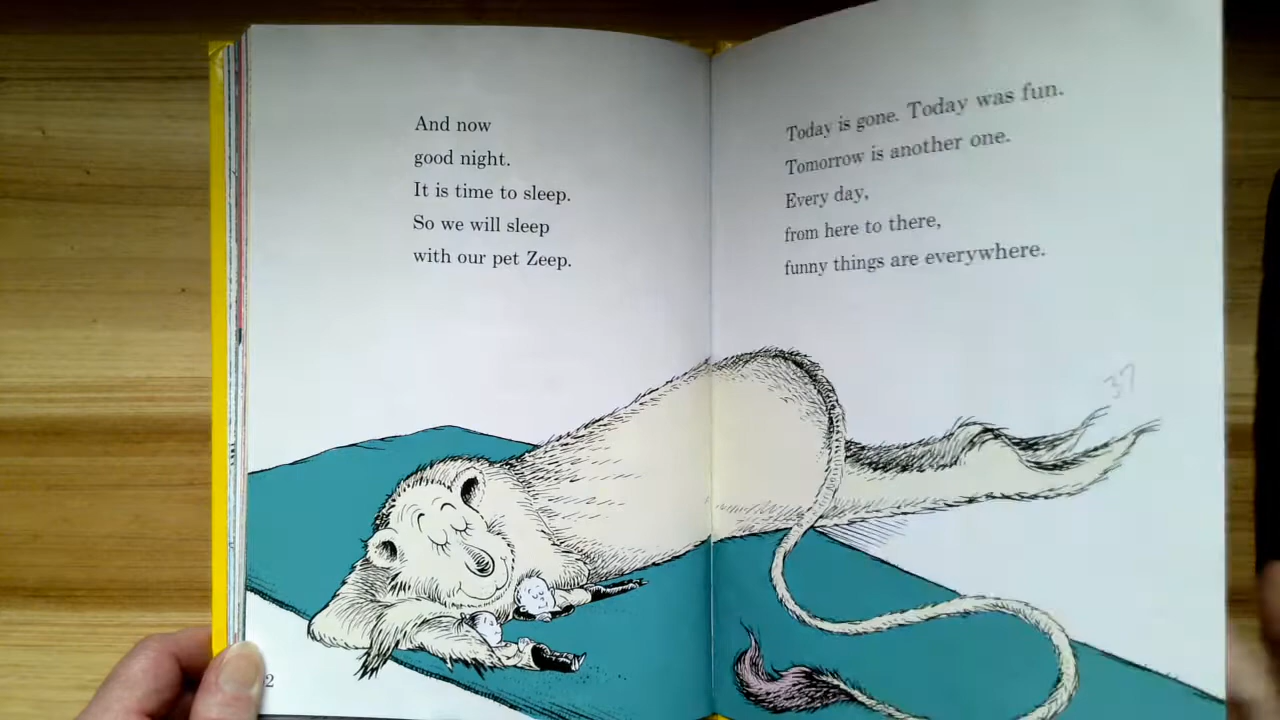 And now
good night.
It is time to sleep.
So we will sleep
with our pet Zeep.
Today is gone. Today was fun.
Tomorrow is another one.
Every day,
from here to there,
funny things are everywhere.
37
2